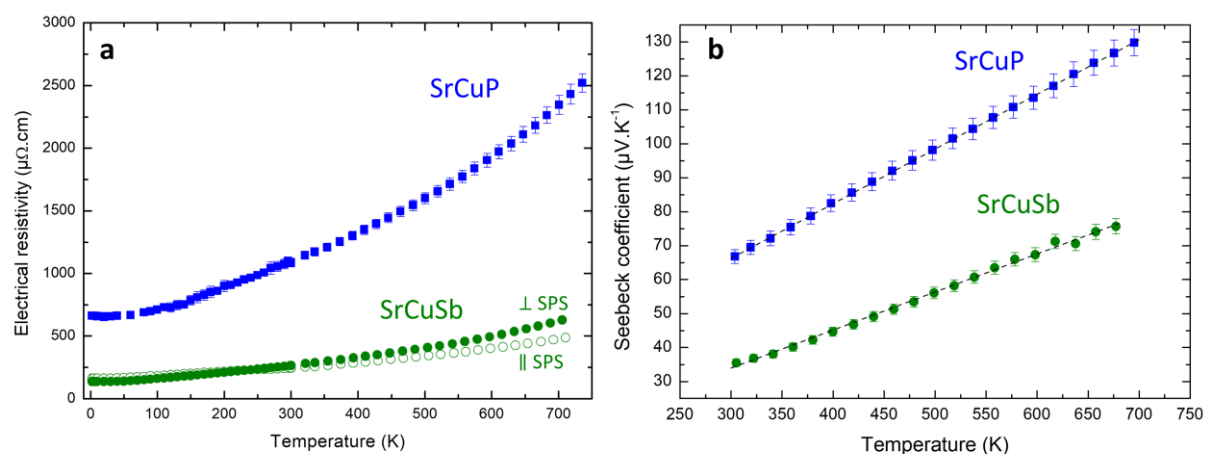 a
SrCuP
SrCuSb
⊥ SPS
ǁ SPS
Electrical resistivity (µΩ.cm)
3000
2500
2000
1500
1000
500
0
0 100 200 300 400 500 600 700
Temperature (K)
b
SrCuP
SrCuSb
Seebeck coefficient (µV.K⁻¹)
130
120
110
100
90
80
70
60
50
40
30
250 300 350 400 450 500 550 600 650 700 750
Temperature (K)